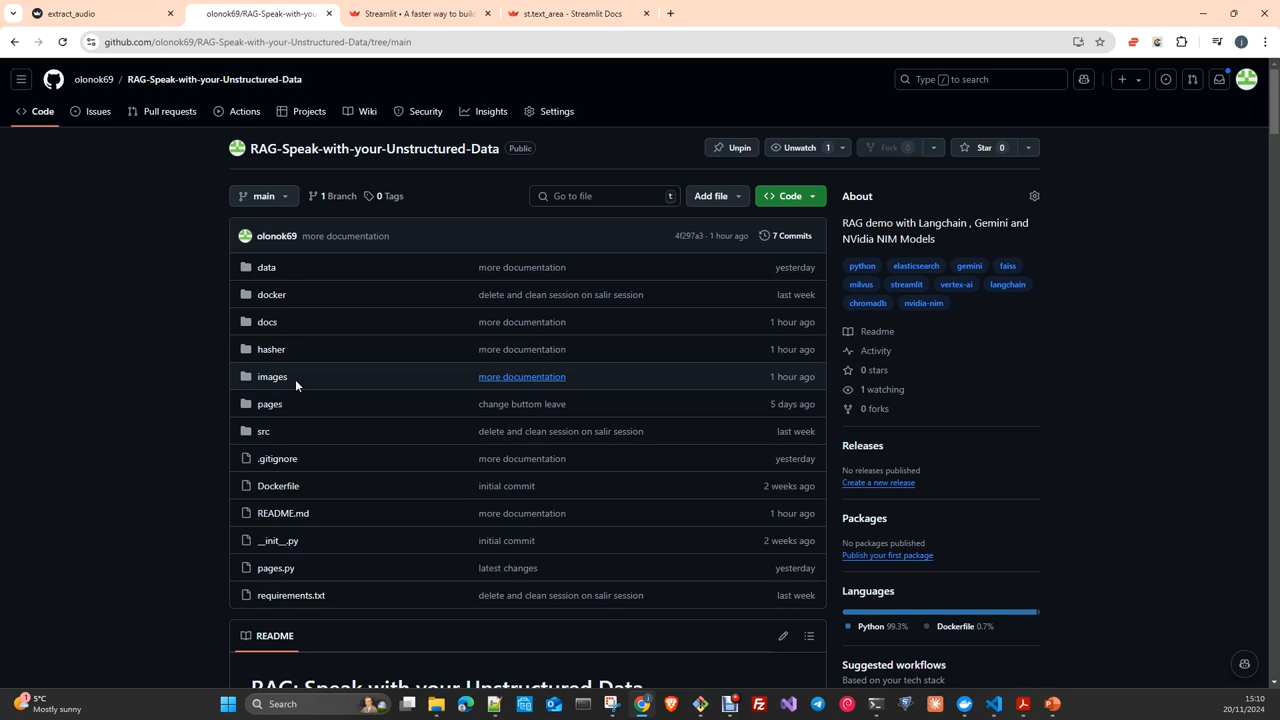 extract_audio
olonok69/RAG-Speak-with-you
Streamlit • A faster way to build
st.text_area - Streamlit Docs
github.com/olonok69/RAG-Speak-with-your-Unstructured-Data/tree/main
olonok69 / RAG-Speak-with-your-Unstructured-Data
Type / to search
Code
Issues
Pull requests
Actions
Projects
Wiki
Security
Insights
Settings
RAG-Speak-with-your-Unstructured-Data Public
Unpin
Unwatch 1
Fork 0
Star 0
main
1 Branch
0 Tags
Go to file t
Add file
Code
olonok69 more documentation 4f297a3 · 1 hour ago 7 Commits
data more documentation yesterday
docker delete and clean session on salir session last week
docs more documentation 1 hour ago
hasher more documentation 1 hour ago
images more documentation 1 hour ago
pages change buttom leave 5 days ago
src delete and clean session on salir session last week
.gitignore more documentation yesterday
Dockerfile initial commit 2 weeks ago
README.md more documentation 1 hour ago
__init__.py initial commit 2 weeks ago
pages.py latest changes yesterday
requirements.txt delete and clean session on salir session last week
README
RAG: Speak with your Unstructured Data
About
RAG demo with Langchain , Gemini and
NVidia NIM Models
python elasticsearch gemini faiss
milvus streamlit vertex-ai langchain
chromadb nvidia-nim
Readme
Activity
0 stars
1 watching
0 forks
Releases
No releases published
Create a new release
Packages
No packages published
Publish your first package
Languages
Python 99.3% Dockerfile 0.7%
Suggested workflows
Based on your tech stack
5°C
Mostly sunny
Search
15:10
20/11/2024